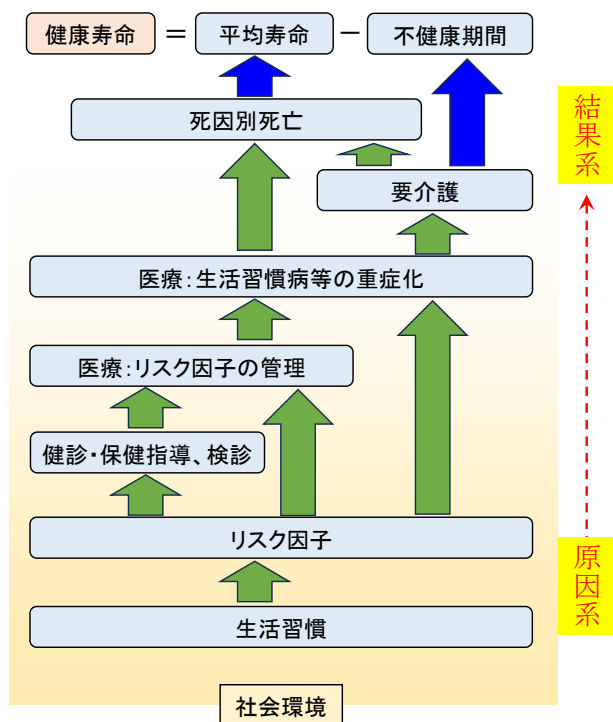 健康寿命 = 平均寿命 − 不健康期間
死因別死亡
結果系
要介護
医療:生活習慣病等の重症化
医療:リスク因子の管理
健診・保健指導、検診
リスク因子
原因系
生活習慣
社会環境